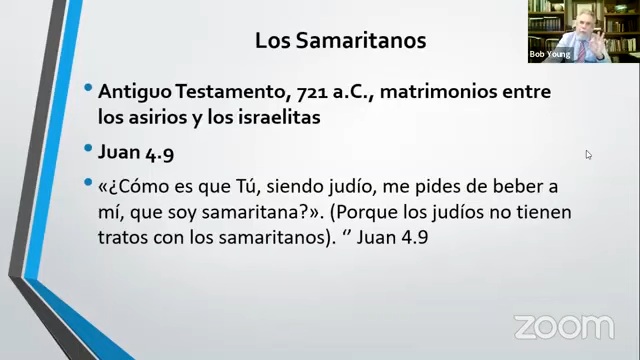 Los Samaritanos
Bob Young
• Antiguo Testamento, 721 a.C., matrimonios entre
los asirios y los israelitas
• Juan 4.9
• «¿Cómo es que Tú, siendo judío, me pides de beber a
mí, que soy samaritana?». (Porque los judíos no tienen
tratos con los samaritanos). ‘’ Juan 4.9
zoom